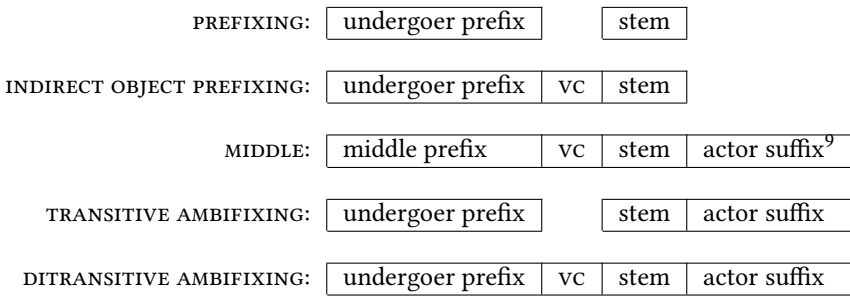 PREFIXING: undergoer prefix stem
INDIRECT OBJECT PREFIXING: undergoer prefix VC stem
MIDDLE: middle prefix VC stem actor suffix⁹
TRANSITIVE AMBIFIXING: undergoer prefix stem actor suffix
DITRANSITIVE AMBIFIXING: undergoer prefix VC stem actor suffix